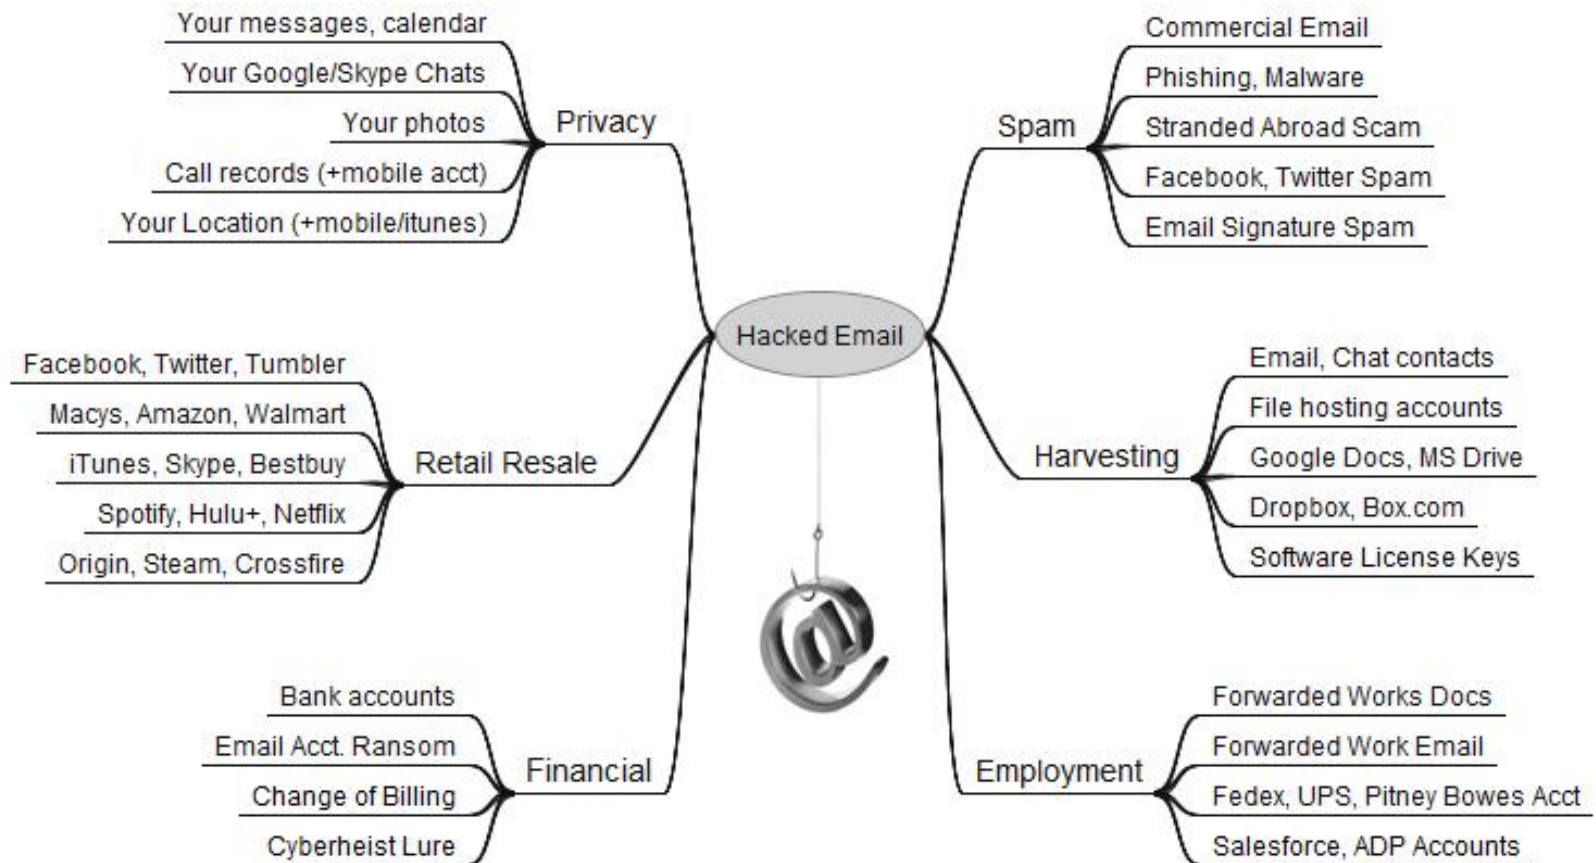 Your messages, calendar
Your Google/Skype Chats
Your photos
Call records (+mobile acct)
Your Location (+mobile/itunes)
Privacy
Commercial Email
Phishing, Malware
Stranded Abroad Scam
Facebook, Twitter Spam
Email Signature Spam
Spam
Hacked Email
Facebook, Twitter, Tumbler
Macys, Amazon, Walmart
iTunes, Skype, Bestbuy
Spotify, Hulu+, Netflix
Origin, Steam, Crossfire
Retail Resale
Email, Chat contacts
File hosting accounts
Google Docs, MS Drive
Dropbox, Box.com
Software License Keys
Harvesting
Bank accounts
Email Acct. Ransom
Change of Billing
Cyberheist Lure
Financial
Forwarded Works Docs
Forwarded Work Email
Fedex, UPS, Pitney Bowes Acct
Salesforce, ADP Accounts
Employment
@